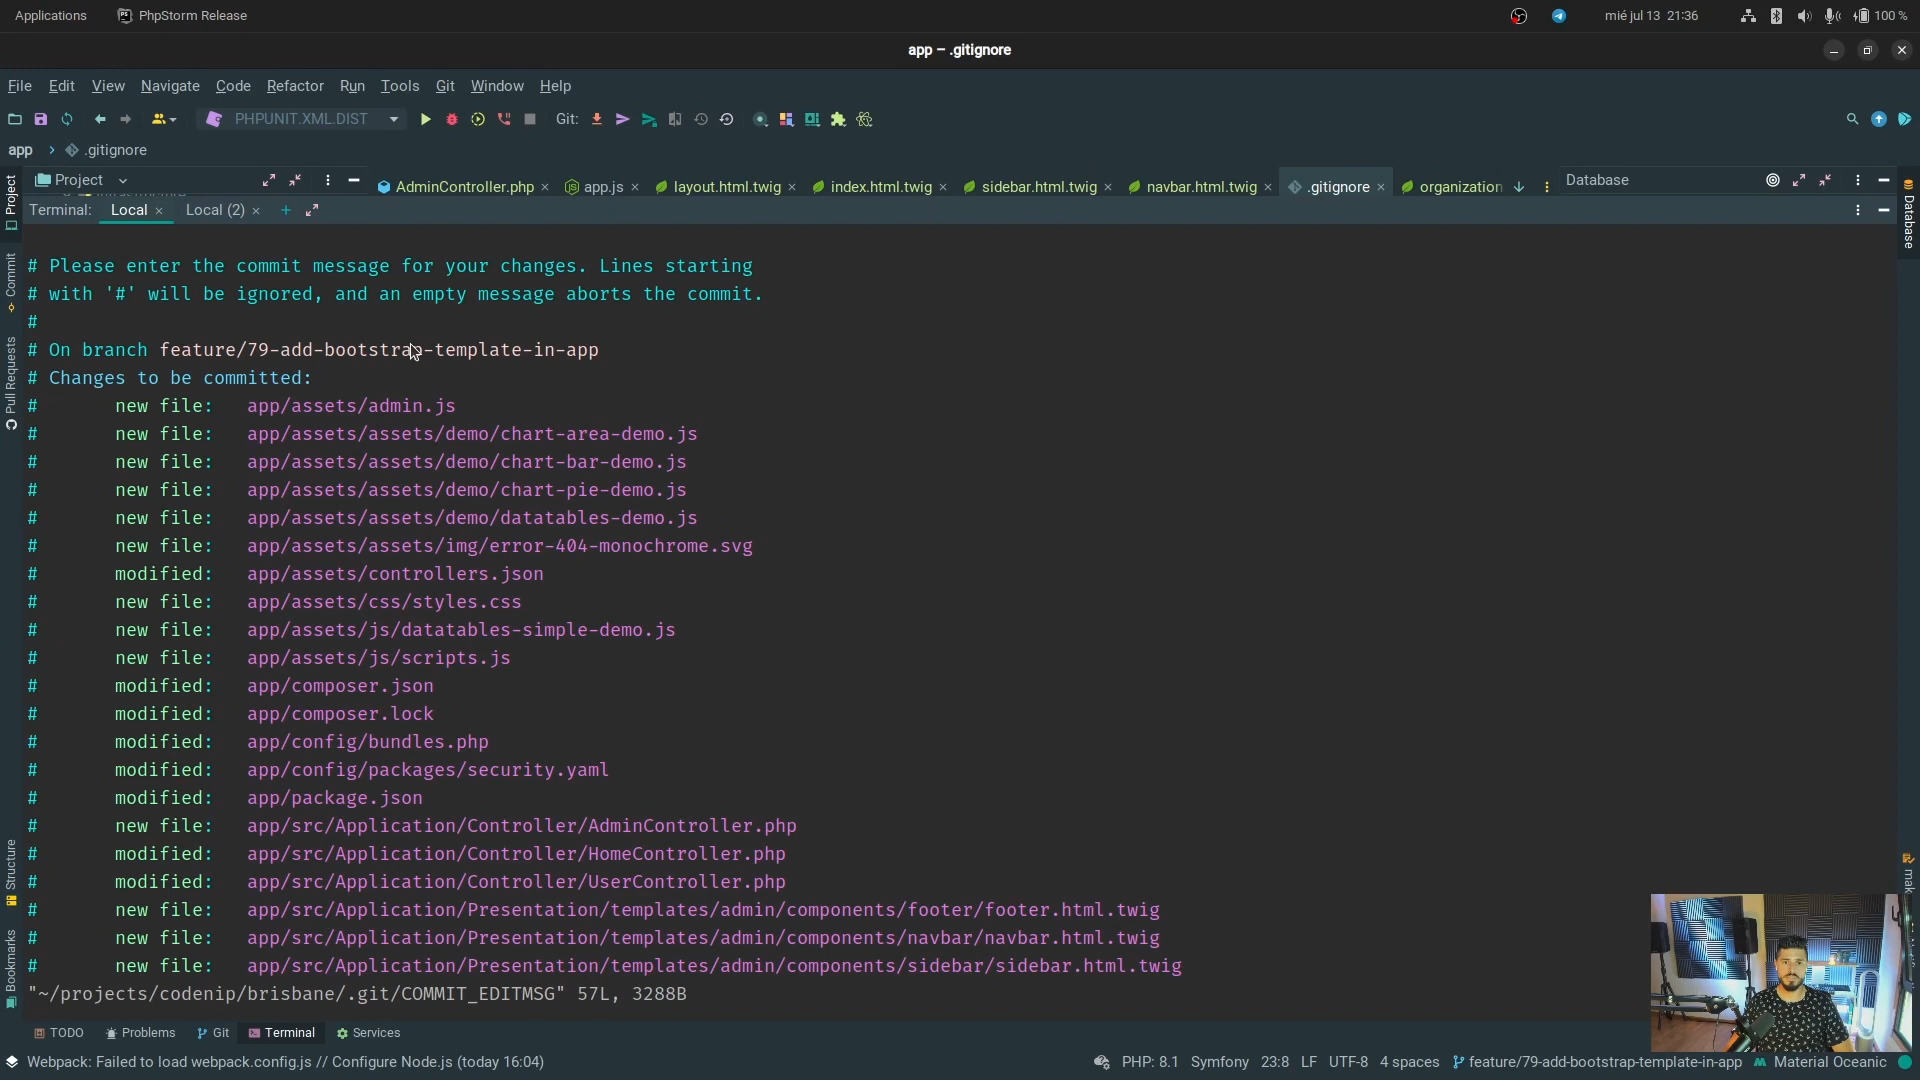 Applications PhpStorm Release mié jul 13 21:36 100 %
app – .gitignore
File Edit View Navigate Code Refactor Run Tools Git Window Help
PHPUNIT.XML.DIST Git:
app .gitignore
Project AdminController.php app.js layout.html.twig index.html.twig sidebar.html.twig navbar.html.twig .gitignore organization Database
Terminal: Local Local (2)
# Please enter the commit message for your changes. Lines starting
# with '#' will be ignored, and an empty message aborts the commit.
#
# On branch feature/79-add-bootstrap-template-in-app
# Changes to be committed:
# new file: app/assets/admin.js
# new file: app/assets/assets/demo/chart-area-demo.js
# new file: app/assets/assets/demo/chart-bar-demo.js
# new file: app/assets/assets/demo/chart-pie-demo.js
# new file: app/assets/assets/demo/datatables-demo.js
# new file: app/assets/assets/img/error-404-monochrome.svg
# modified: app/assets/controllers.json
# new file: app/assets/css/styles.css
# new file: app/assets/js/datatables-simple-demo.js
# new file: app/assets/js/scripts.js
# modified: app/composer.json
# modified: app/composer.lock
# modified: app/config/bundles.php
# modified: app/config/packages/security.yaml
# modified: app/package.json
# new file: app/src/Application/Controller/AdminController.php
# modified: app/src/Application/Controller/HomeController.php
# modified: app/src/Application/Controller/UserController.php
# new file: app/src/Application/Presentation/templates/admin/components/footer/footer.html.twig
# new file: app/src/Application/Presentation/templates/admin/components/navbar/navbar.html.twig
# new file: app/src/Application/Presentation/templates/admin/components/sidebar/sidebar.html.twig
"~/projects/codenip/brisbane/.git/COMMIT_EDITMSG" 57L, 3288B
Project
Commit
Pull Requests
Structure
Bookmarks
Database
mak
TODO Problems Git Terminal Services
Webpack: Failed to load webpack.config.js // Configure Node.js (today 16:04) PHP: 8.1 Symfony 23:8 LF UTF-8 4 spaces feature/79-add-bootstrap-template-in-app Material Oceanic